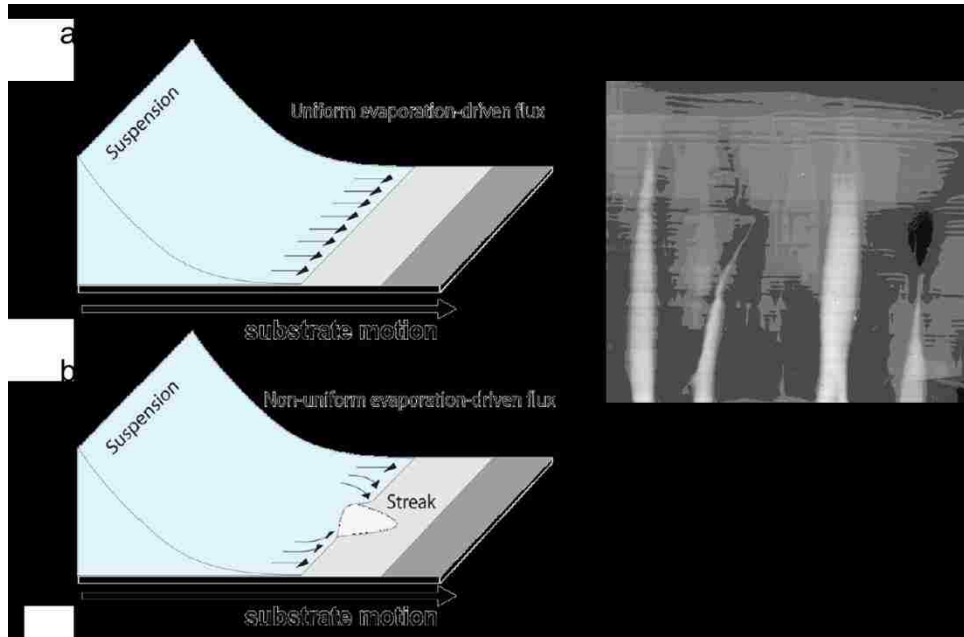 a
Suspension
Uniform evaporation-driven flux
substrate motion
b
Suspension
Non-uniform evaporation-driven flux
Streak
substrate motion